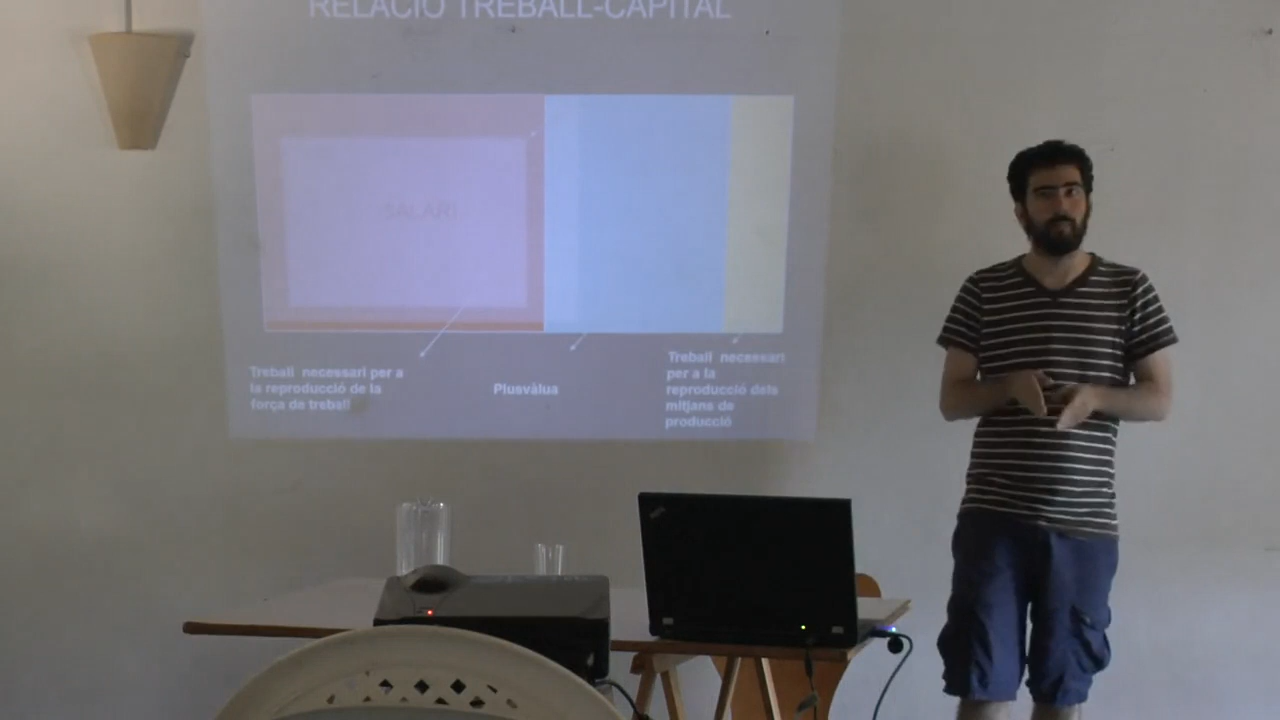 RELACIÓ TREBALL-CAPITAL
SALARI
Treball necessari per a
la reproducció de la
força de treball
Plusvàlua
Treball necessari
per a la
reproducció dels
mitjans de
producció